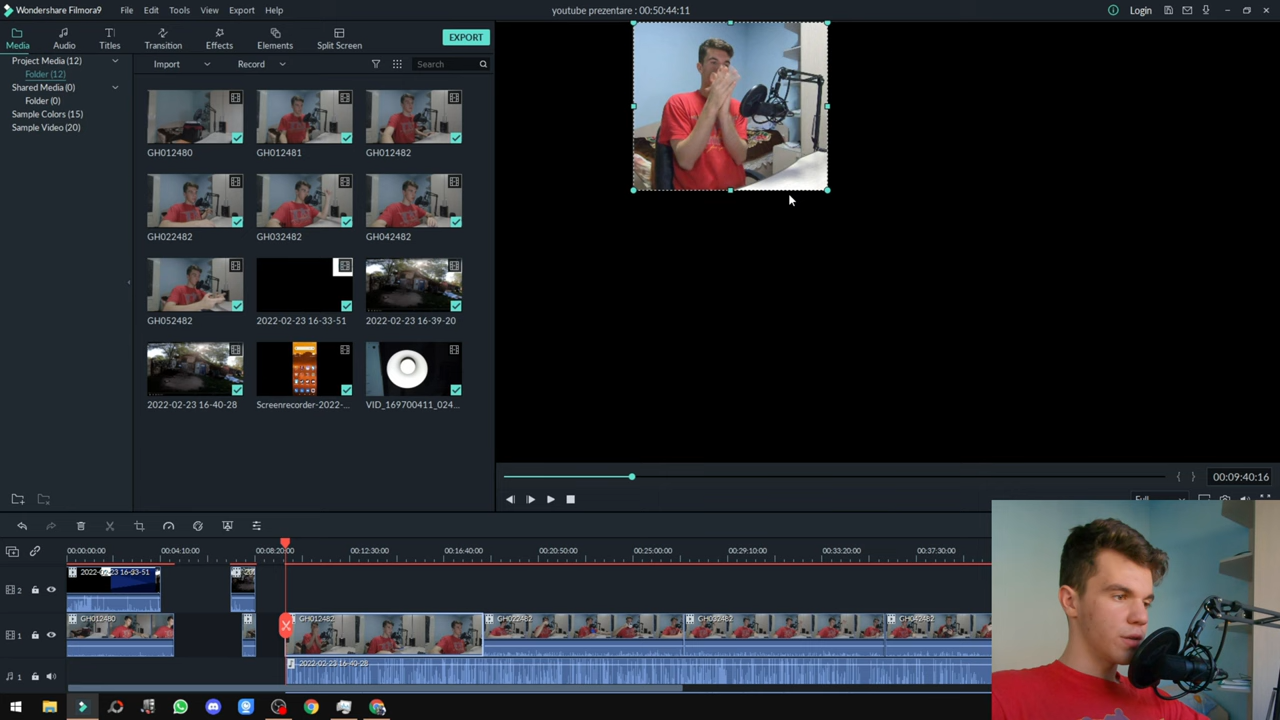 Wondershare Filmora9 File Edit Tools View Export Help youtube prezentare : 00:50:44:11 Login
Media Audio Titles Transition Effects Elements Split Screen EXPORT
Project Media (12)
Folder (12)
Shared Media (0)
Folder (0)
Sample Colors (15)
Sample Video (20)
Import Record Search
GH012480 GH012481 GH012482
GH022482 GH032482 GH042482
GH052482 2022-02-23 16-33-51 2022-02-23 16-39-20
2022-02-23 16-40-28 Screenrecorder-2022-... VID_169700411_024...
00:09:40:16
Full
00:00:00:00 00:04:10:00 00:08:20:00 00:12:30:00 00:16:40:00 00:20:50:00 00:25:00:00 00:29:10:00 00:33:20:00 00:37:30:00
2 2022-02-23 16-33-51
1 GH012480 GH012482 GH022482 GH032482 GH042482
1 2022-02-23 16-40-28